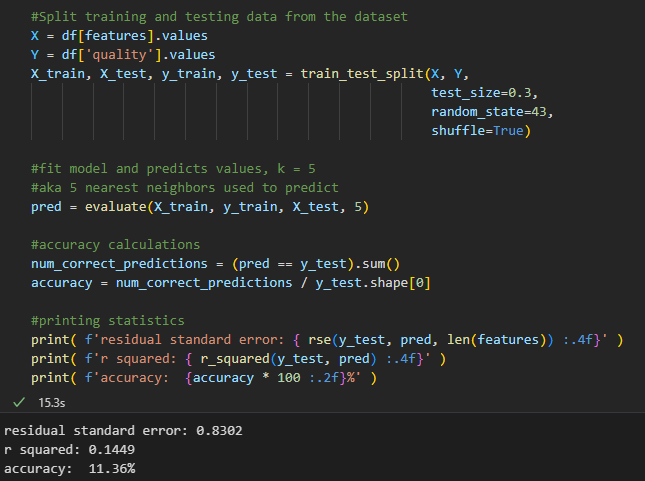 #Split training and testing data from the dataset
X = df[features].values
Y = df['quality'].values
X_train, X_test, y_train, y_test = train_test_split(X, Y,
test_size=0.3,
random_state=43,
shuffle=True)
#fit model and predicts values, k = 5
#aka 5 nearest neighbors used to predict
pred = evaluate(X_train, y_train, X_test, 5)
#accuracy calculations
num_correct_predictions = (pred == y_test).sum()
accuracy = num_correct_predictions / y_test.shape[0]
#printing statistics
print( f'residual standard error: { rse(y_test, pred, len(features)) :.4f}' )
print( f'r squared: { r_squared(y_test, pred) :.4f}' )
print( f'accuracy:  {accuracy * 100 :.2f}%' )
15.3s
residual standard error: 0.8302
r squared: 0.1449
accuracy:  11.36%